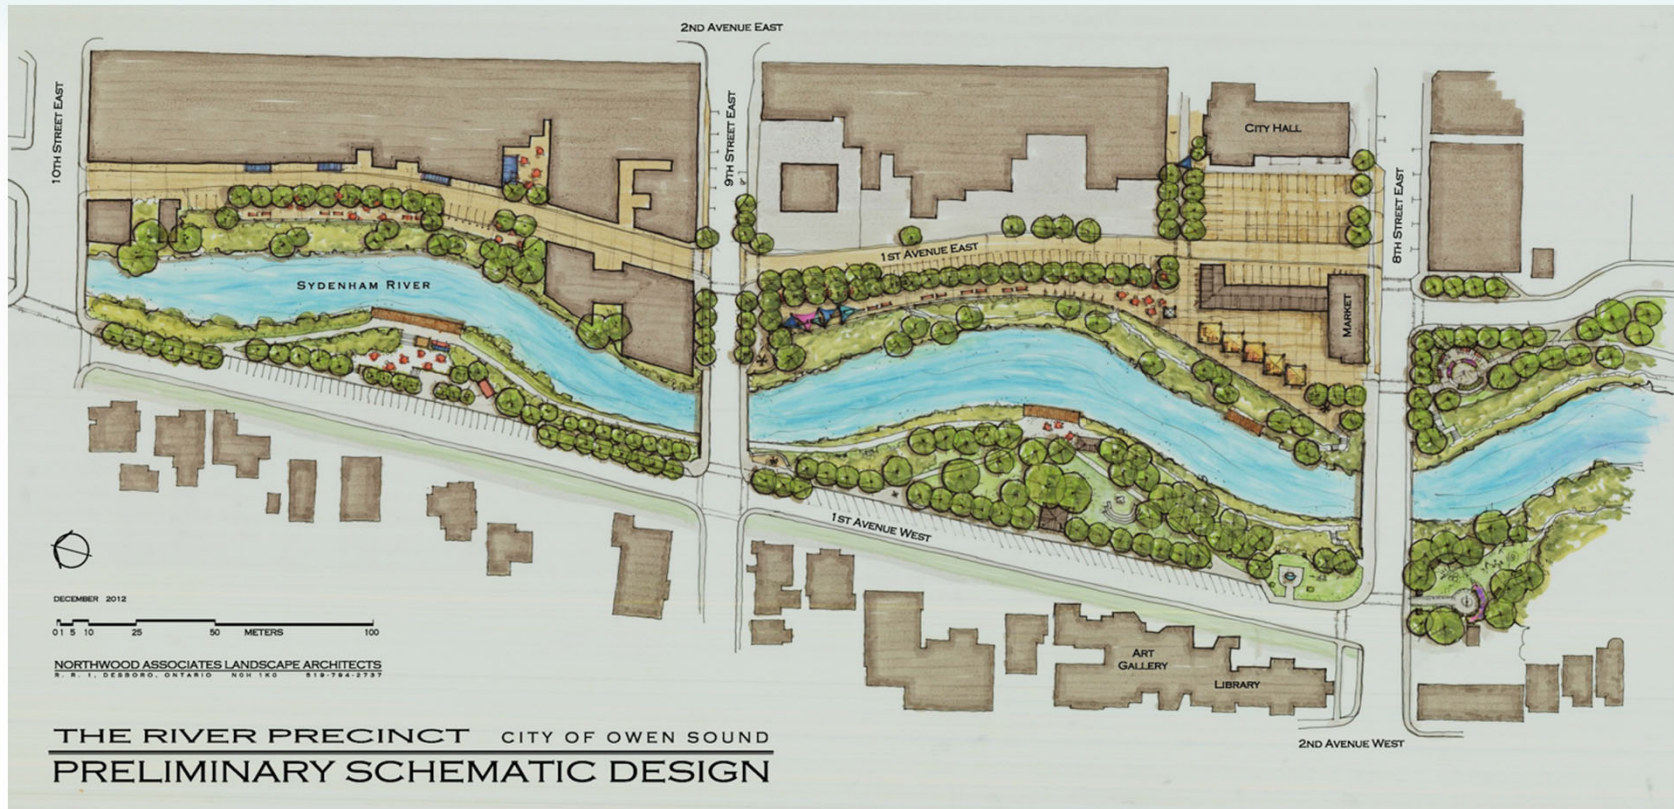 2ND AVENUE EAST
10TH STREET EAST
9TH STREET EAST
CITY HALL
8TH STREET EAST
1ST AVENUE EAST
SYDENHAM RIVER
MARKET
1ST AVENUE WEST
ART
GALLERY
LIBRARY
2ND AVENUE WEST
DECEMBER 2012
0 1 5 10 25 50 METERS 100
NORTHWOOD ASSOCIATES LANDSCAPE ARCHITECTS
R. R. 1, DESBORO, ONTARIO N0H 1K0 519-794-2737
THE RIVER PRECINCT CITY OF OWEN SOUND
PRELIMINARY SCHEMATIC DESIGN